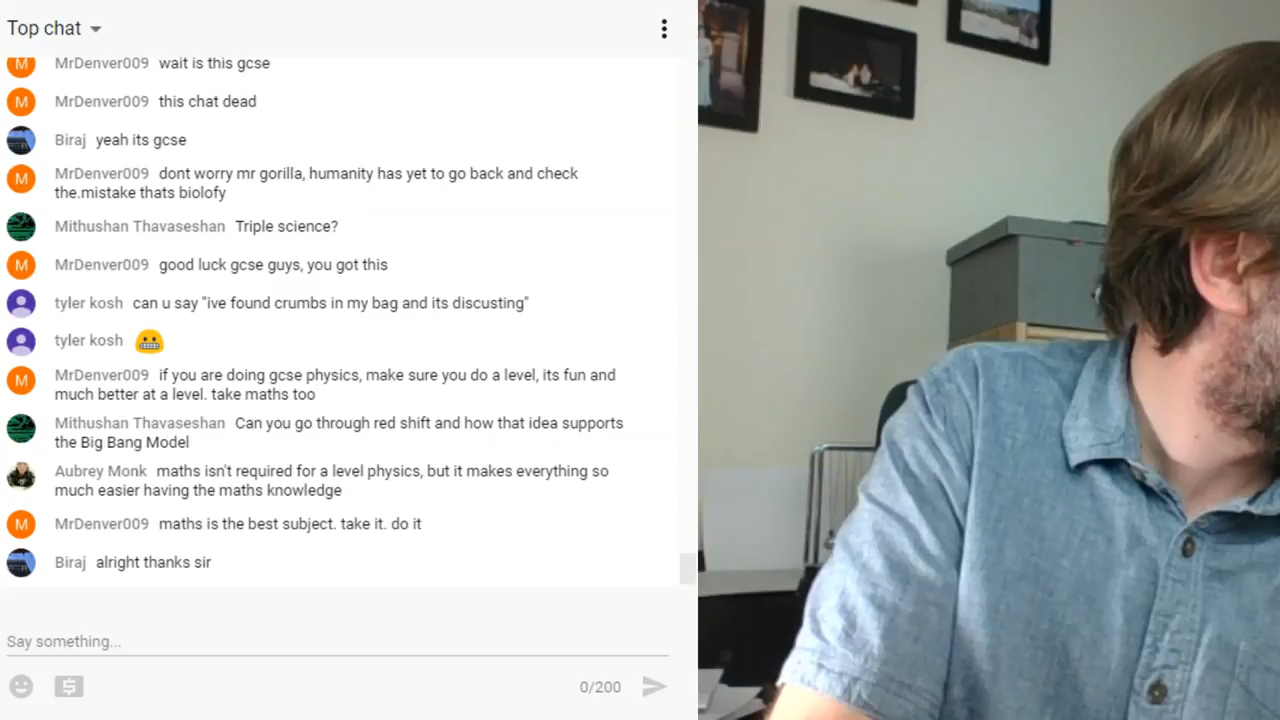 Top chat
MrDenver009 wait is this gcse
M
MrDenver009 this chat dead
Biraj yeah its gcse
M
MrDenver009 dont worry mr gorilla, humanity has yet to go back and check
the.mistake thats biolofy
Mithushan Thavaseshan Triple science?
M
MrDenver009 good luck gcse guys, you got this
tyler kosh can u say "ive found crumbs in my bag and its discusting"
tyler kosh
M
MrDenver009 if you are doing gcse physics, make sure you do a level, its fun and
much better at a level. take maths too
Mithushan Thavaseshan Can you go through red shift and how that idea supports
the Big Bang Model
Aubrey Monk maths isn't required for a level physics, but it makes everything so
much easier having the maths knowledge
M
MrDenver009 maths is the best subject. take it. do it
Biraj alright thanks sir
Say something...
$
0/200